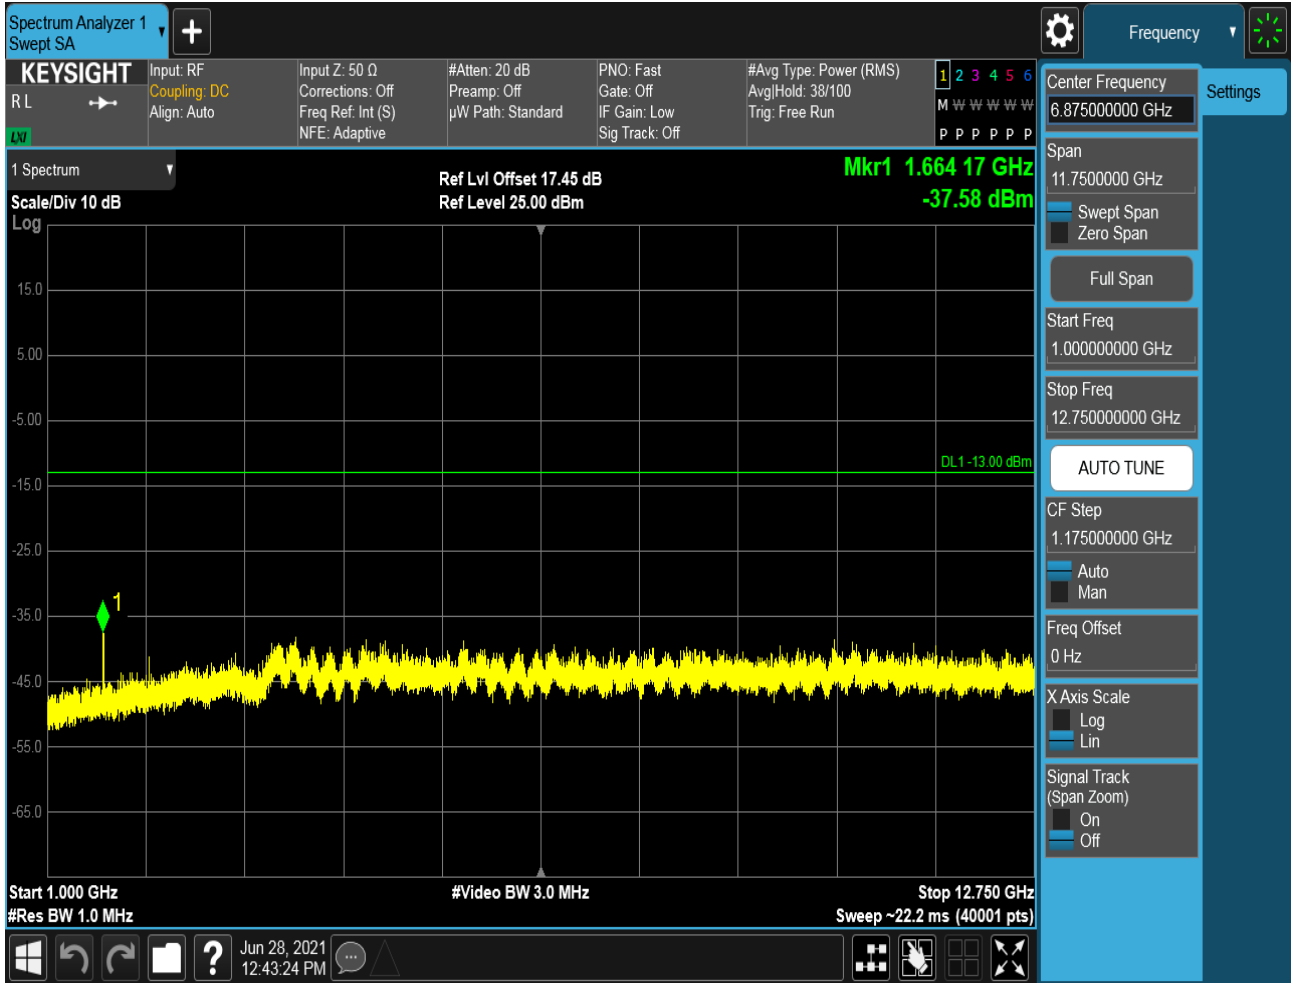 Spectrum Analyzer 1
Swept SA
Frequency
KEYSIGHT
R L
LXI
Input: RF
Coupling: DC
Align: Auto
Input Z: 50 Ω
Corrections: Off
Freq Ref: Int (S)
NFE: Adaptive
#Atten: 20 dB
Preamp: Off
µW Path: Standard
PNO: Fast
Gate: Off
IF Gain: Low
Sig Track: Off
#Avg Type: Power (RMS)
Avg|Hold: 38/100
Trig: Free Run
1 2 3 4 5 6
M W W W W W
P P P P P P
1 Spectrum
Scale/Div 10 dB
Log
Ref Lvl Offset 17.45 dB
Ref Level 25.00 dBm
Mkr1 1.664 17 GHz
-37.58 dBm
15.0
5.00
-5.00
DL1 -13.00 dBm
-15.0
-25.0
1
-35.0
-45.0
-55.0
-65.0
Start 1.000 GHz
#Video BW 3.0 MHz
Stop 12.750 GHz
#Res BW 1.0 MHz
Sweep ~22.2 ms (40001 pts)
?
Jun 28, 2021
12:43:24 PM
Center Frequency
6.875000000 GHz
Settings
Span
11.7500000 GHz
Swept Span
Zero Span
Full Span
Start Freq
1.000000000 GHz
Stop Freq
12.750000000 GHz
AUTO TUNE
CF Step
1.175000000 GHz
Auto
Man
Freq Offset
0 Hz
X Axis Scale
Log
Lin
Signal Track
(Span Zoom)
On
Off